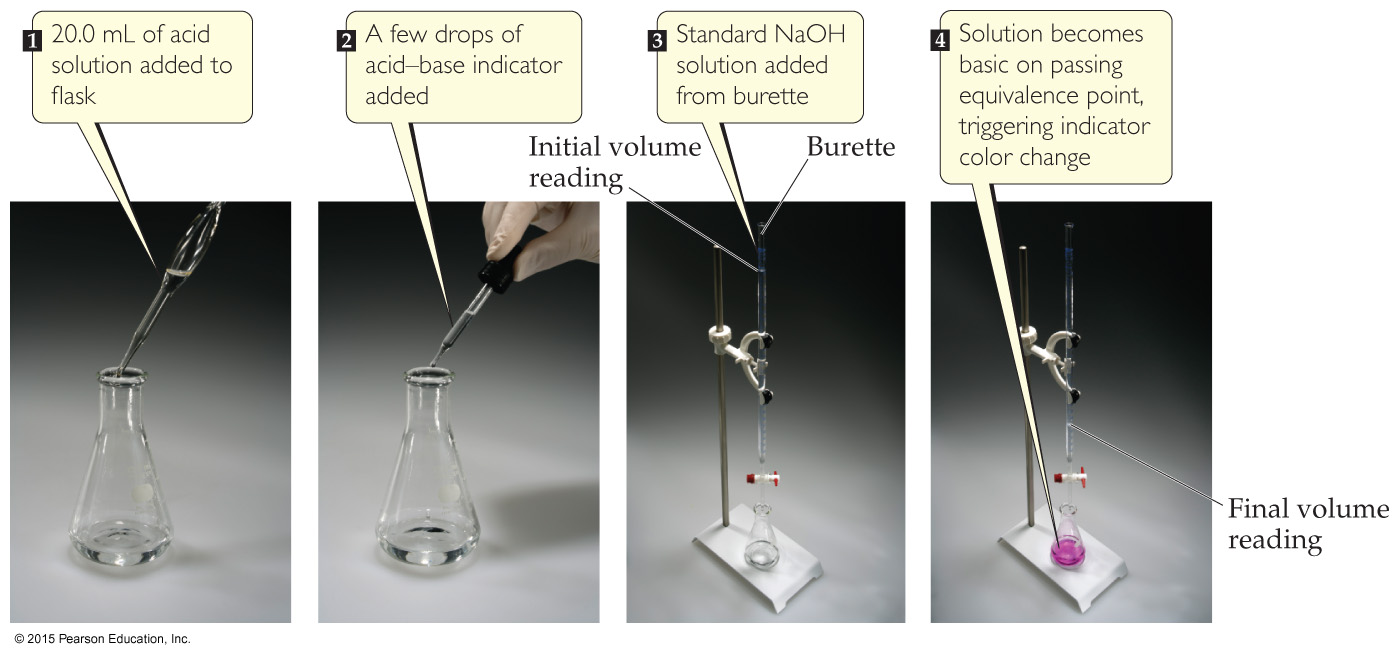 1 20.0 mL of acid
solution added to
flask
2 A few drops of
acid–base indicator
added
3 Standard NaOH
solution added
from burette
4 Solution becomes
basic on passing
equivalence point,
triggering indicator
color change
Initial volume
reading
Burette
Final volume
reading
© 2015 Pearson Education, Inc.